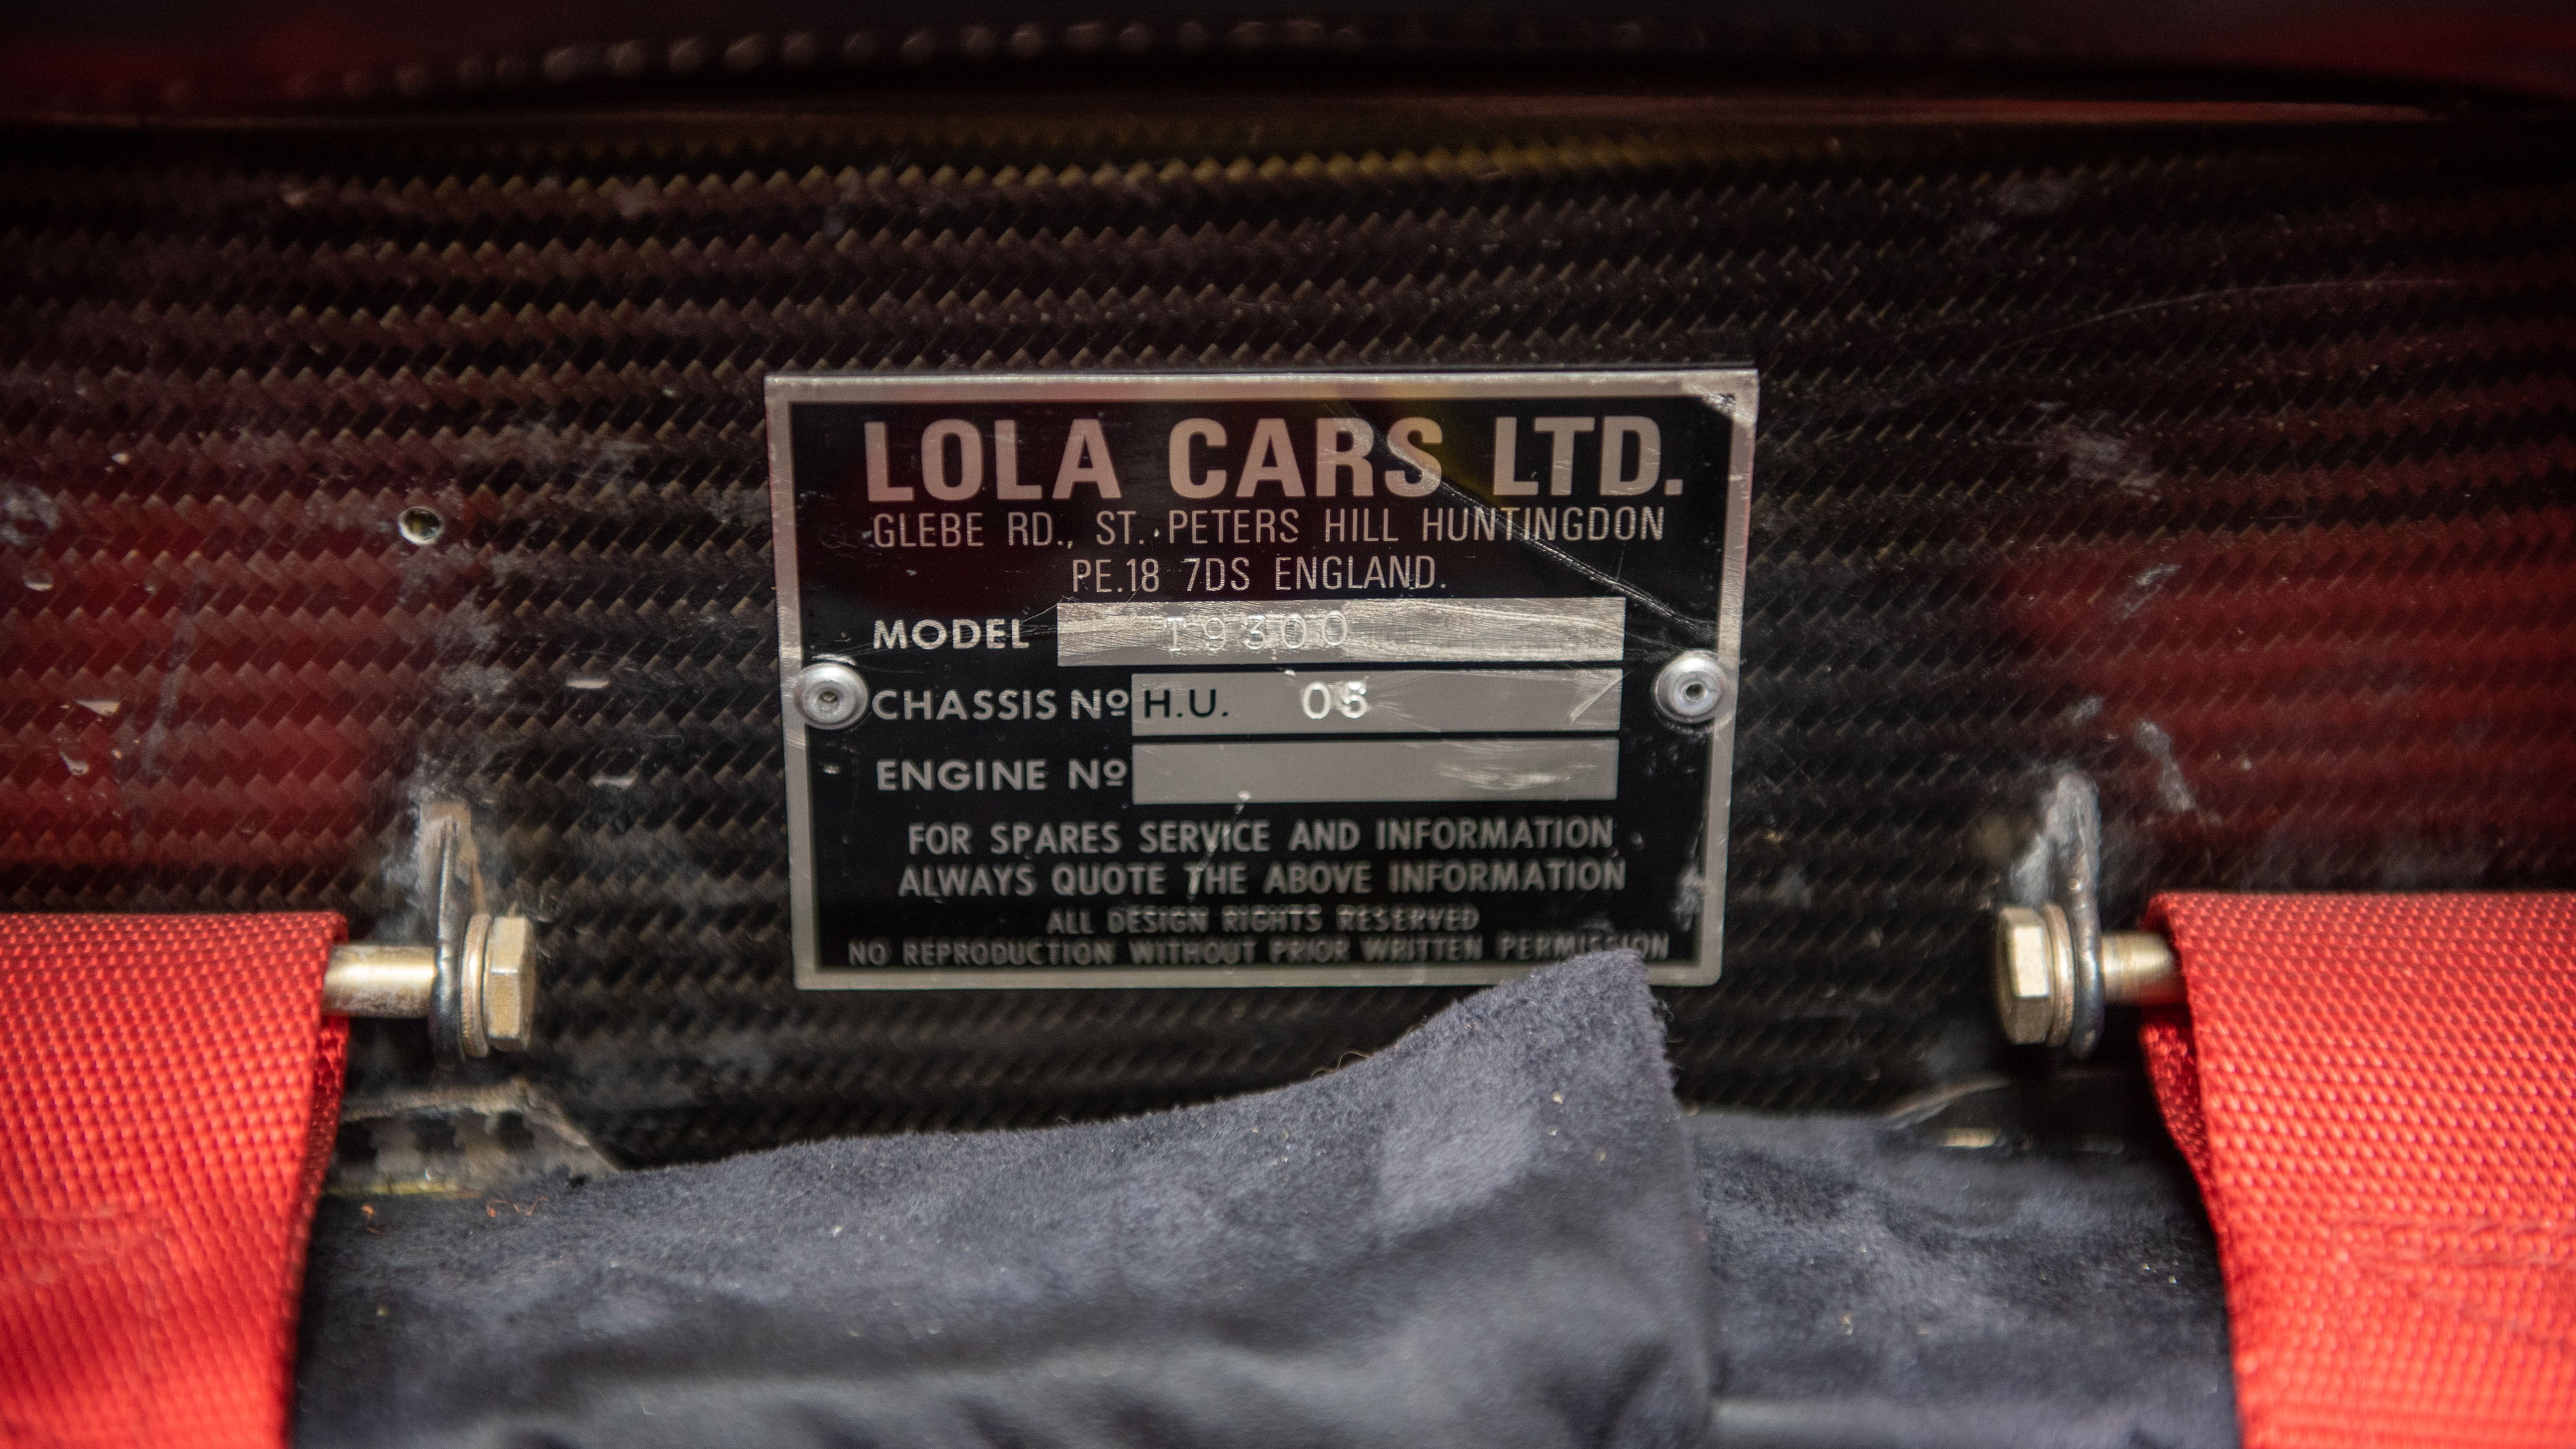 LOLA CARS LTD.
GLEBE RD., ST. PETERS HILL HUNTINGDON
PE.18 7DS ENGLAND.
MODEL T9300
CHASSIS Nº H.U. 05
ENGINE Nº
FOR SPARES SERVICE AND INFORMATION
ALWAYS QUOTE THE ABOVE INFORMATION
ALL DESIGN RIGHTS RESERVED
NO REPRODUCTION WITHOUT PRIOR WRITTEN PERMISSION